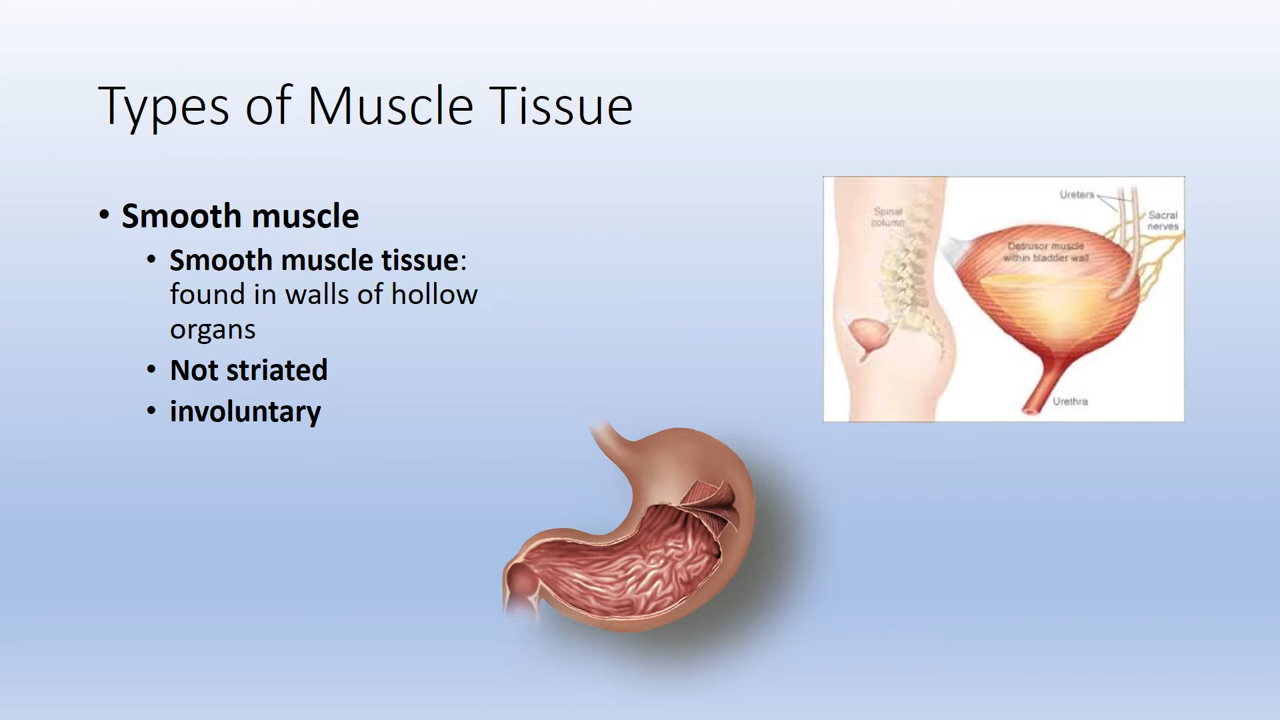 Types of Muscle Tissue
• Smooth muscle
• Smooth muscle tissue:
found in walls of hollow
organs
• Not striated
• involuntary
Spinal
column
Ureters
Sacral
nerves
Detrusor muscle
within bladder wall
Urethra